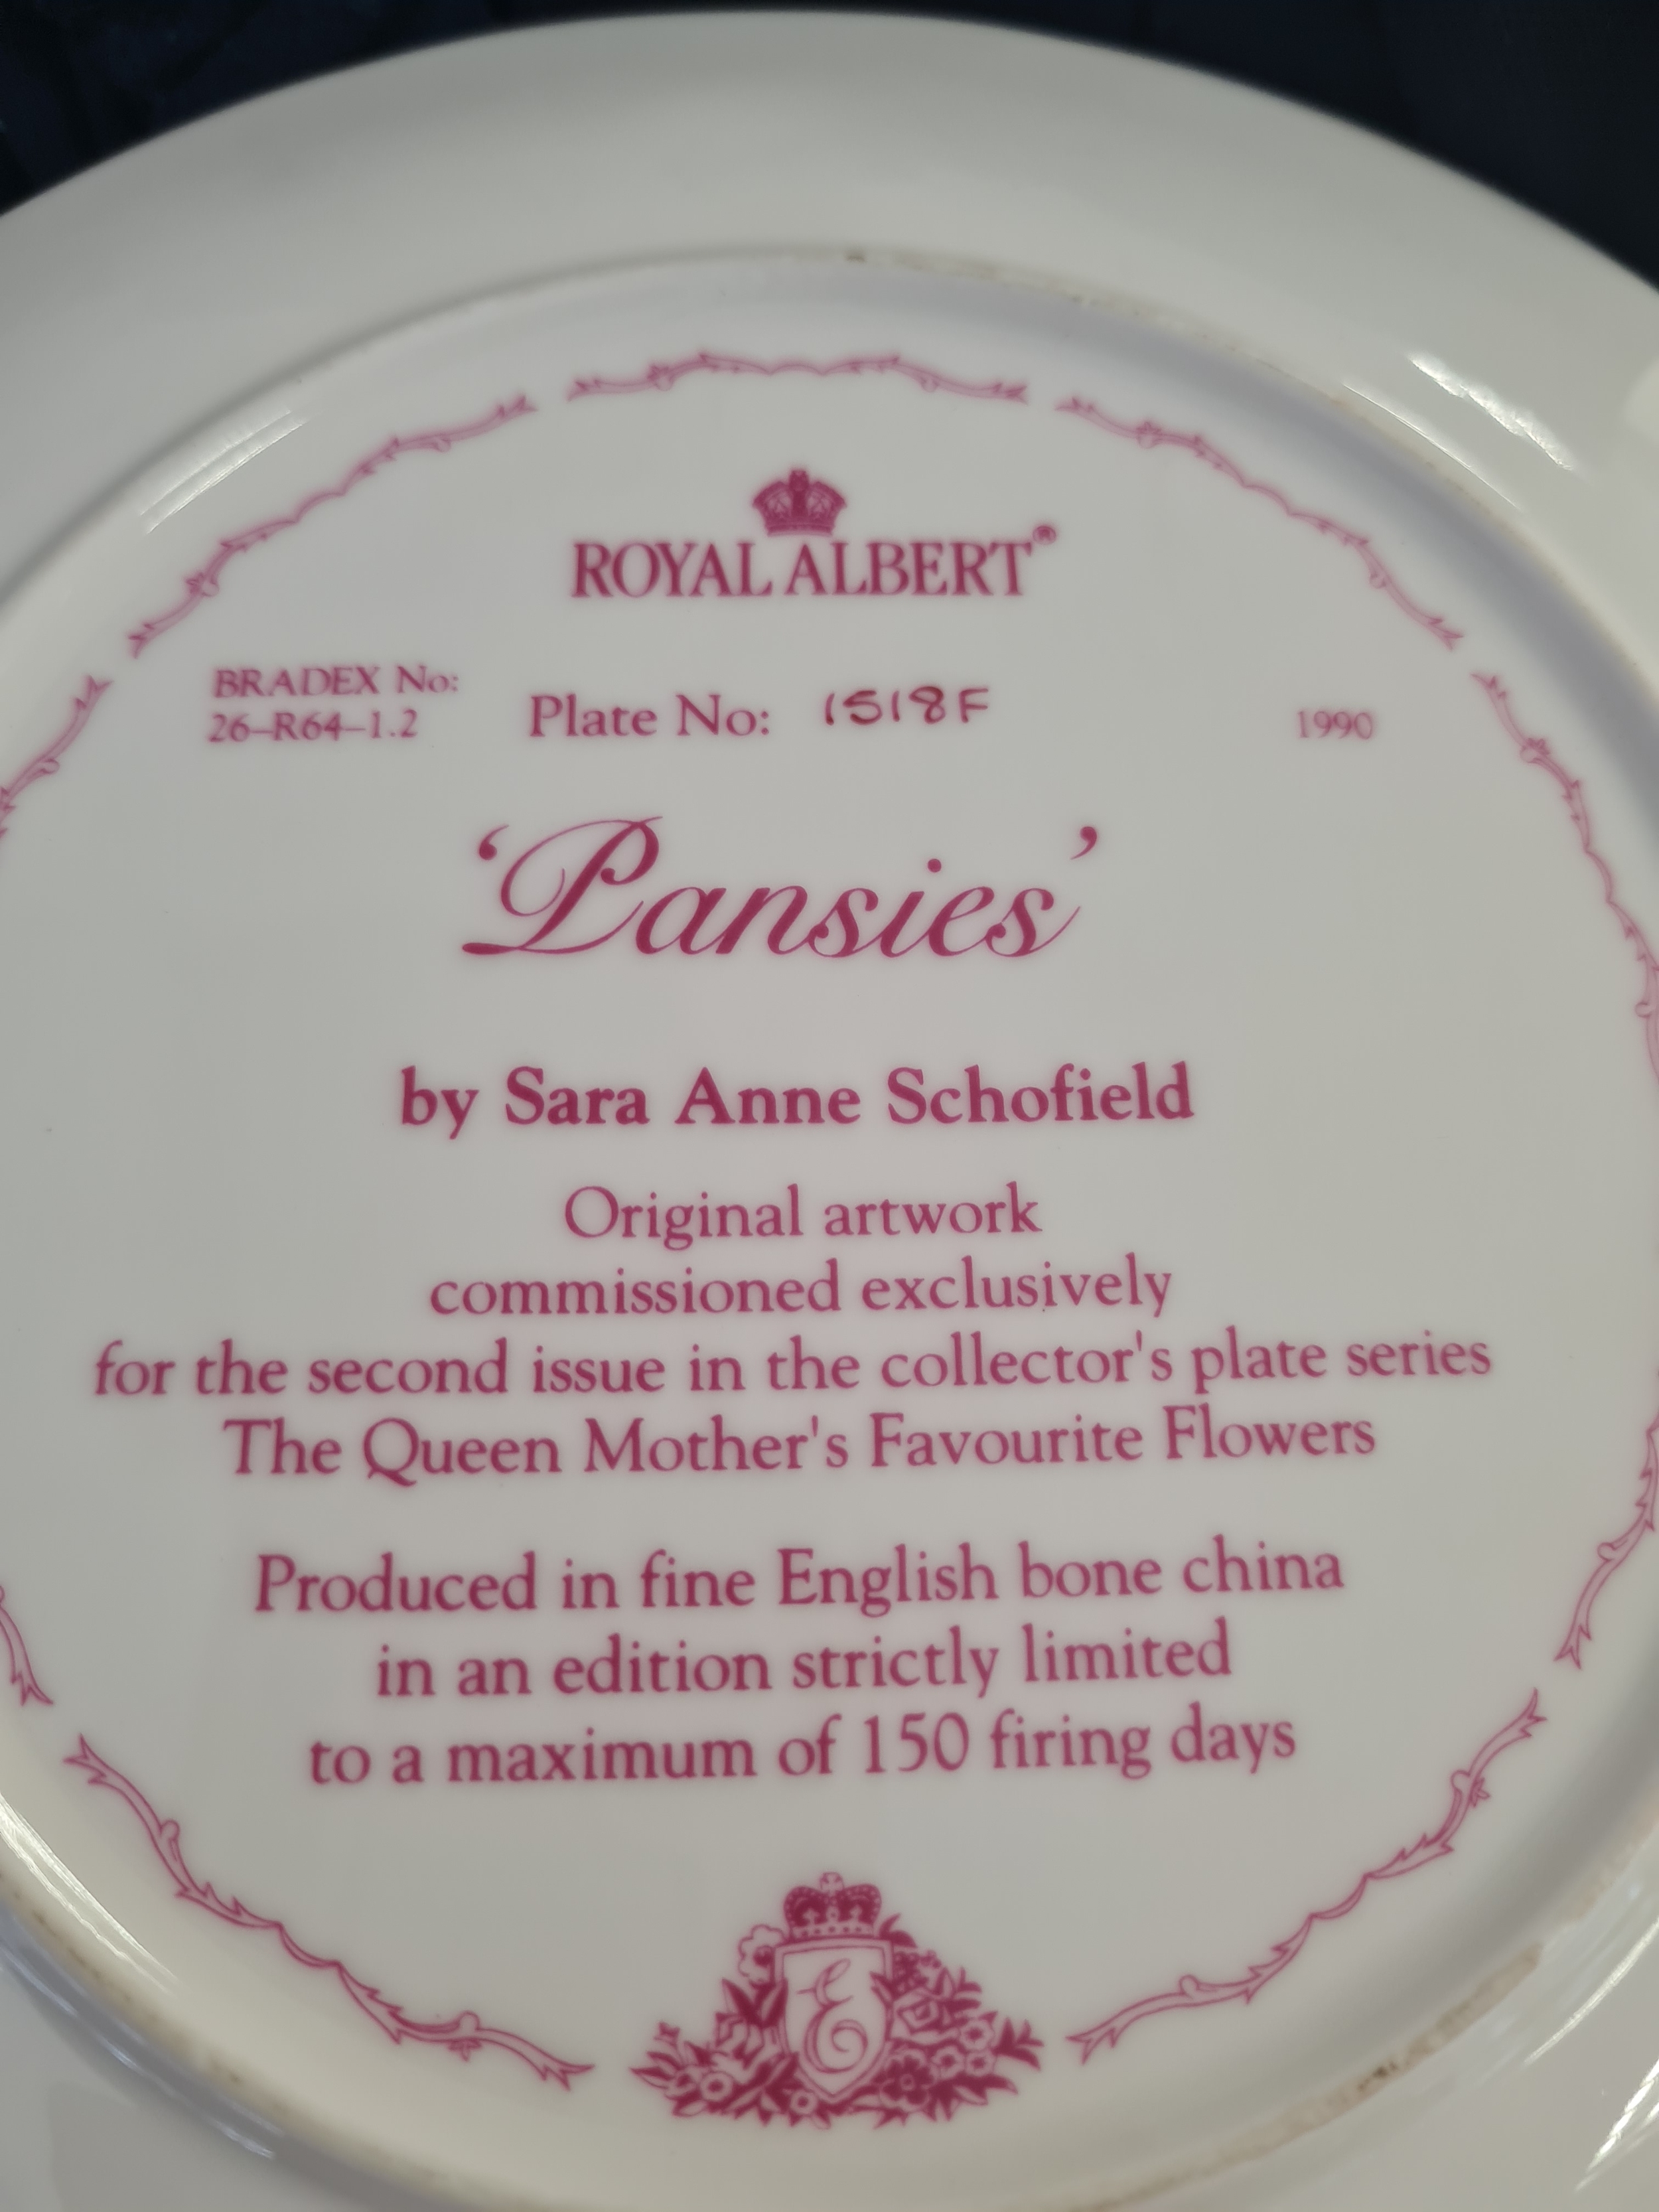 ROYAL ALBERT®
BRADEX No:
26–R64–1.2
Plate No: 1518F
1990
‘Pansies’
by Sara Anne Schofield
Original artwork
commissioned exclusively
for the second issue in the collector's plate series
The Queen Mother's Favourite Flowers
Produced in fine English bone china
in an edition strictly limited
to a maximum of 150 firing days
E